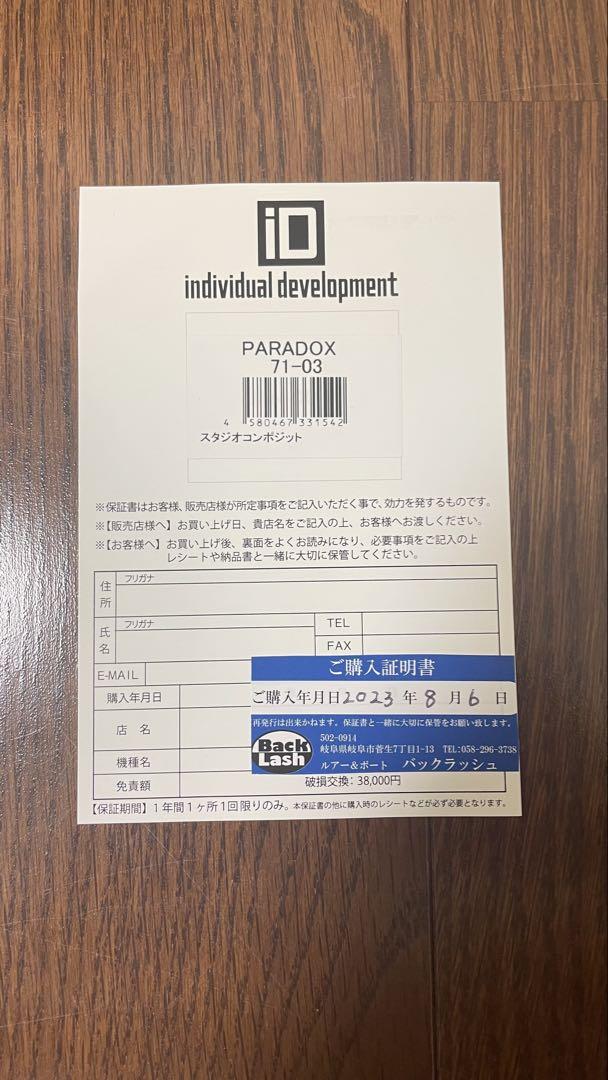 iD
individual development
PARADOX
71-03
4 580467 331542
スタジオコンポジット
※保証書はお客様、販売店様が所定事項をご記入いただく事で、効力を発するものです。
※【販売店様へ】お買い上げ日、貴店名をご記入の上、お客様へお渡しください。
※【お客様へ】お買い上げ後、裏面をよくお読みになり、必要事項をご記入の上
レシートや納品書と一緒に大切に保管してください。
住所
フリガナ
氏名
フリガナ
TEL
FAX
E-MAIL
ご購入証明書
購入年月日
ご購入年月日2023年8月6日
店名
再発行は出来かねます。保証書と一緒に大切に保管をお願い致します。
Back Lash
502-0914
岐阜県岐阜市菅生7丁目1-13 TEL:058-296-3738
ルアー&ボート バックラッシュ
機種名
免責額
破損交換:38,000円
【保証期間】1年間1ヶ所1回限りのみ。本保証書の他に購入時のレシートなどが必ず必要となります。